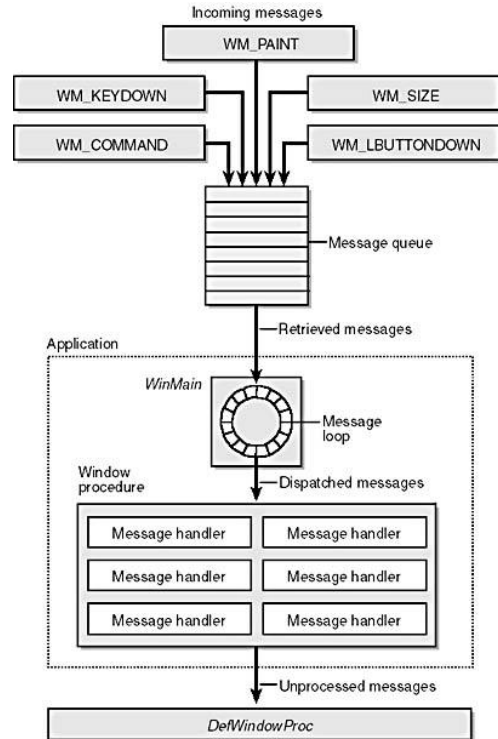 Incoming messages
WM_PAINT
WM_KEYDOWN
WM_SIZE
WM_COMMAND
WM_LBUTTONDOWN
Message queue
Retrieved messages
Application
WinMain
Message
loop
Window
procedure
Dispatched messages
Message handler
Message handler
Message handler
Message handler
Message handler
Message handler
Unprocessed messages
DefWindowProc